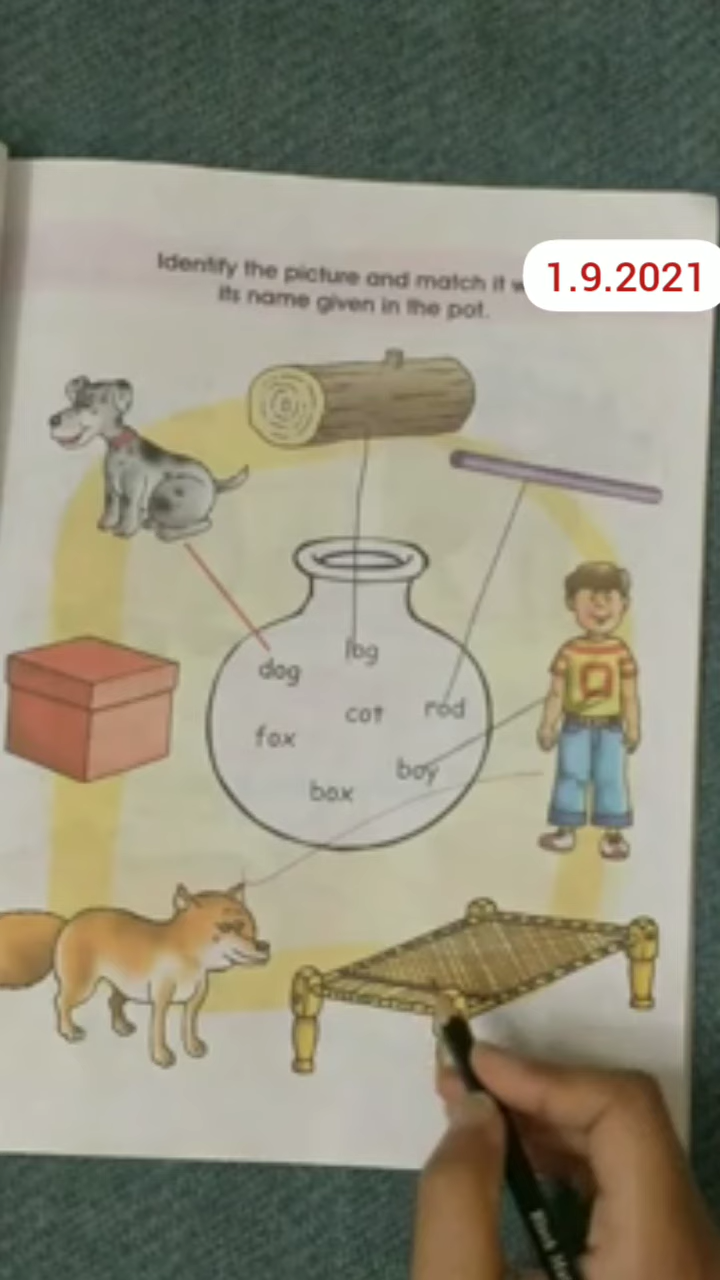 Identify the picture and match it
1.9.2021
its name given in the pot.
log
dog
cot
rod
fox
boy
box